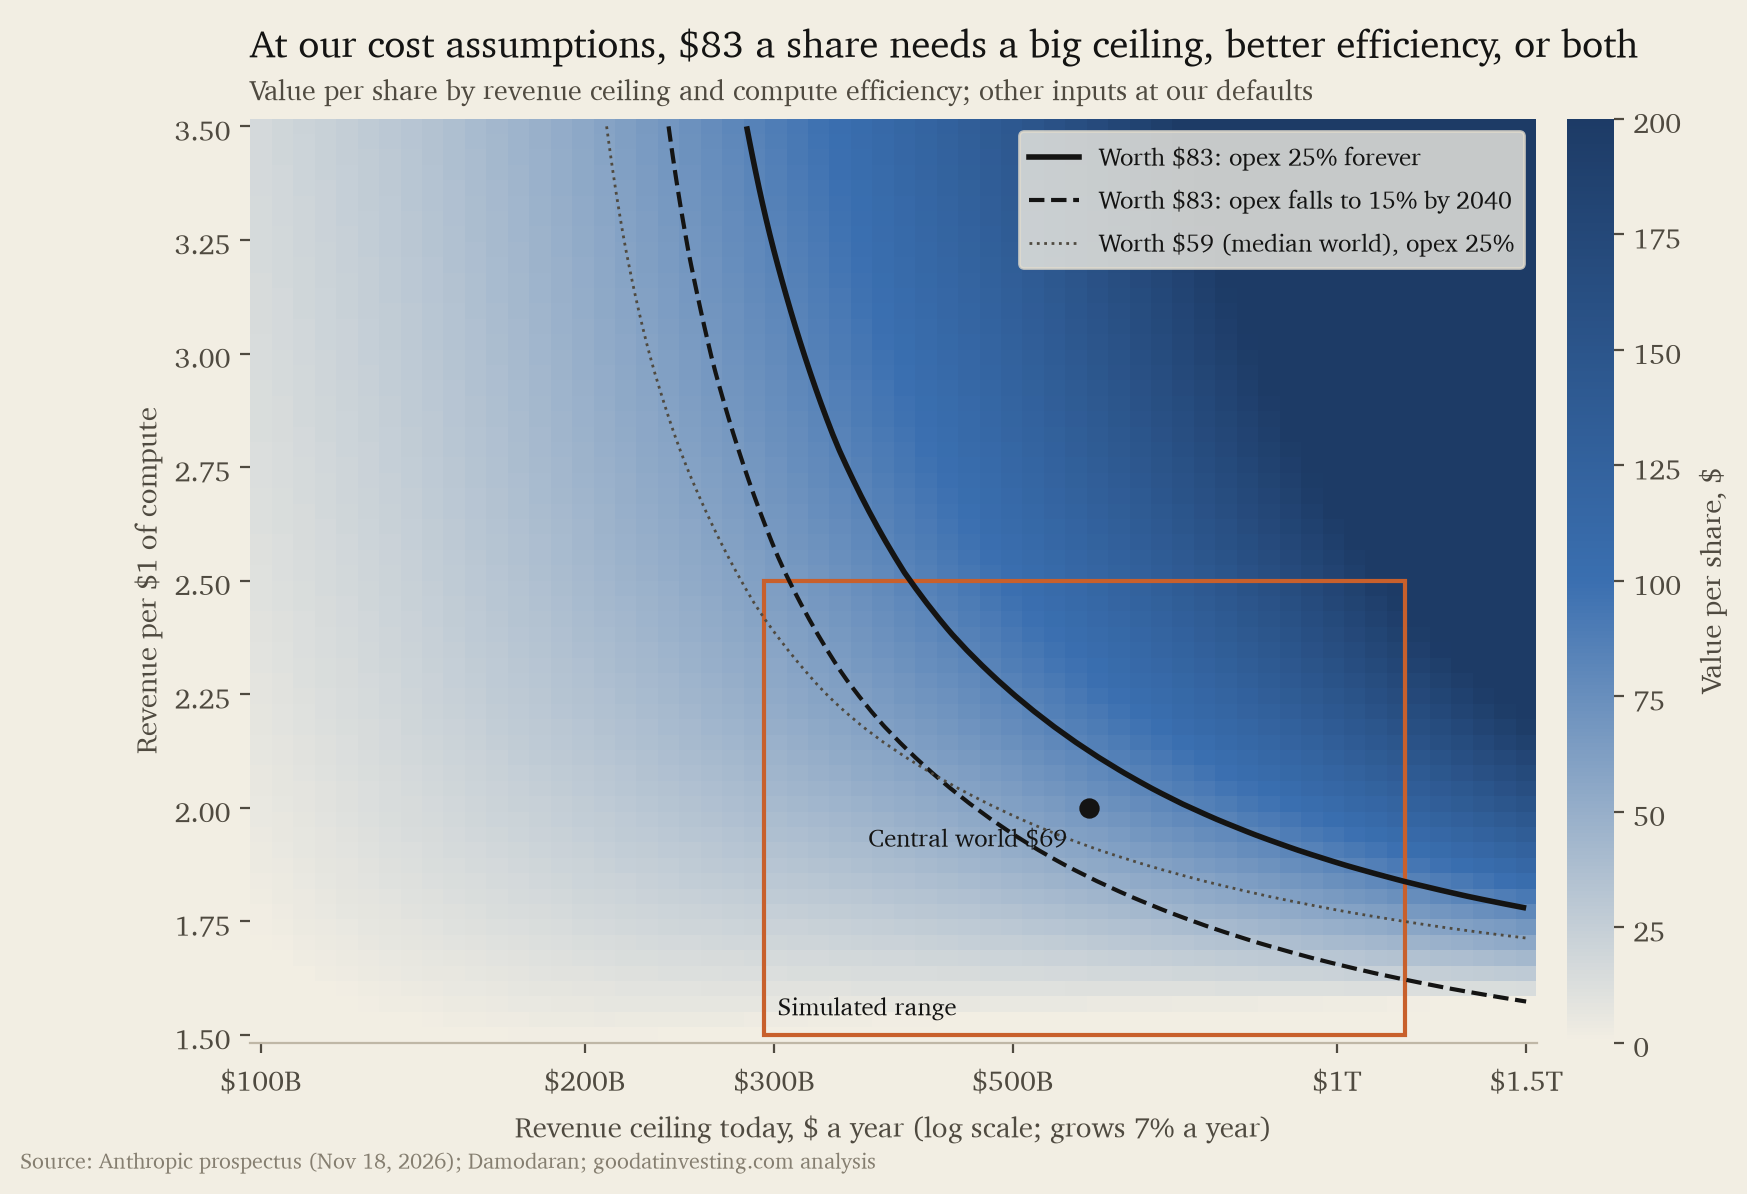 At our cost assumptions, $83 a share needs a big ceiling, better efficiency, or both
Value per share by revenue ceiling and compute efficiency; other inputs at our defaults
Worth $83: opex 25% forever
Worth $83: opex falls to 15% by 2040
Worth $59 (median world), opex 25%
Revenue per $1 of compute
3.50
3.25
3.00
2.75
2.50
2.25
2.00
1.75
1.50
Central world $69
Simulated range
200
175
150
125
100
75
50
25
0
Value per share, $
$100B
$200B
$300B
$500B
$1T
$1.5T
Revenue ceiling today, $ a year (log scale; grows 7% a year)
Source: Anthropic prospectus (Nov 18, 2026); Damodaran; goodatinvesting.com analysis